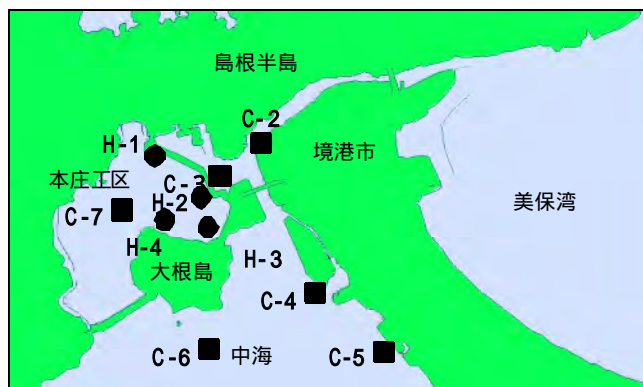 島根半島
C-2
H-1
境港市
本庄工区
C-3
美保湾
H-2
C-7
H-4
大根島
H-3
C-4
C-6
中海
C-5